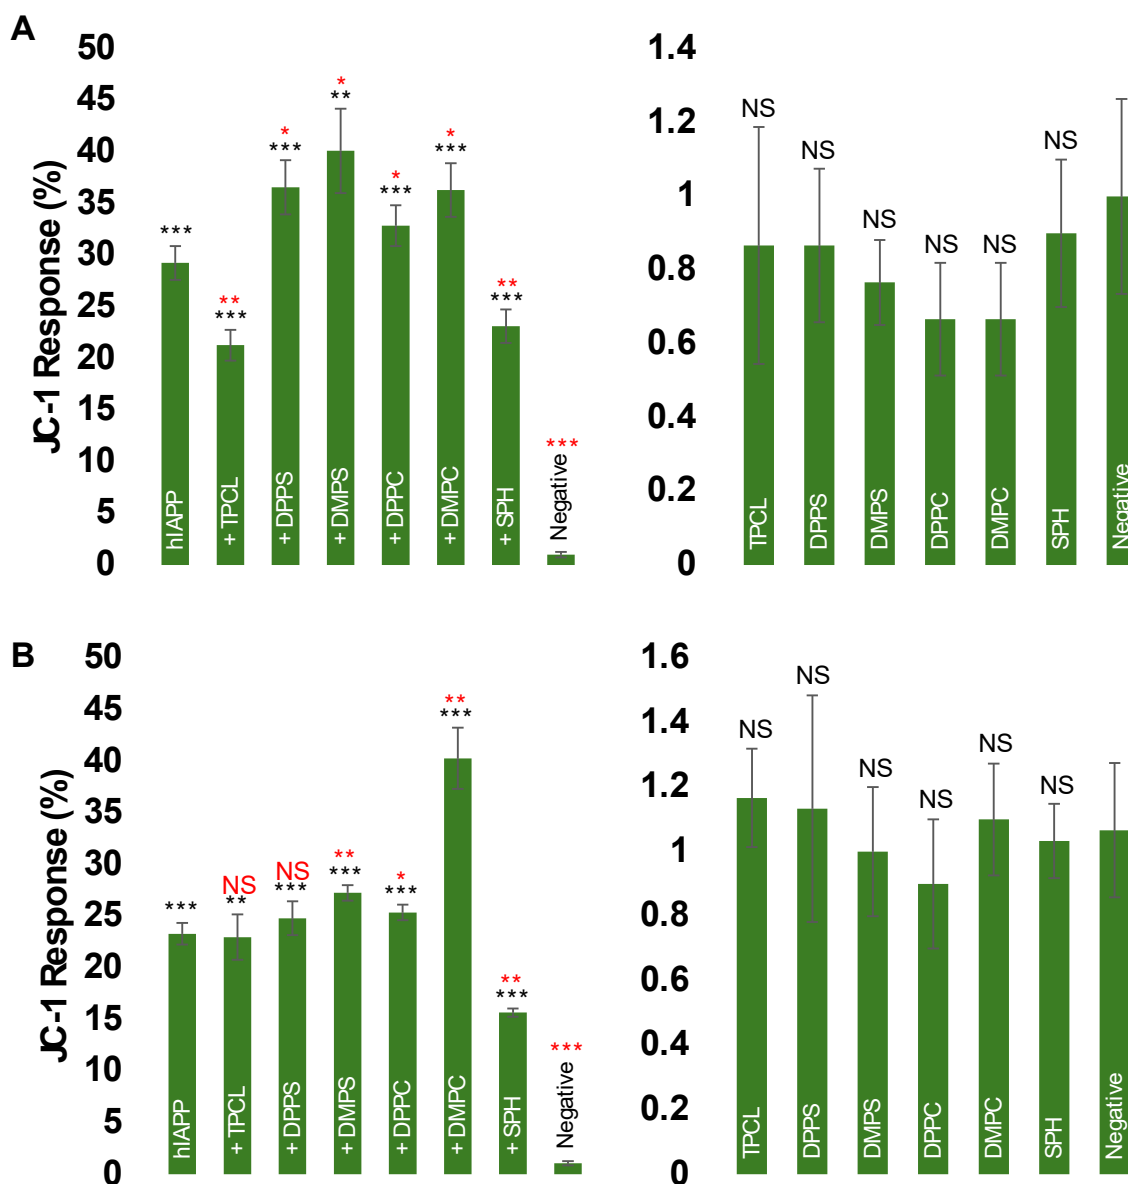 A
JC-1 Response (%)
50
45
40
35
30
25
20
15
10
5
0
***
**
***
*
***
*
**
*
***
*
***
**
***
***
hIAPP
+ TPCL
+ DPPS
+ DMPS
+ DPPC
+ DMPC
+ SPH
Negative
1.4
1.2
1
0.8
0.6
0.4
0.2
0
NS
NS
NS
NS
NS
NS
TPCL
DPPS
DMPS
DPPC
DMPC
SPH
Negative
B
JC-1 Response (%)
50
45
40
35
30
25
20
15
10
5
0
***
NS
**
NS
***
**
***
*
***
**
***
**
***
***
hIAPP
+ TPCL
+ DPPS
+ DMPS
+ DPPC
+ DMPC
+ SPH
Negative
1.6
1.4
1.2
1
0.8
0.6
0.4
0.2
0
NS
NS
NS
NS
NS
NS
TPCL
DPPS
DMPS
DPPC
DMPC
SPH
Negative